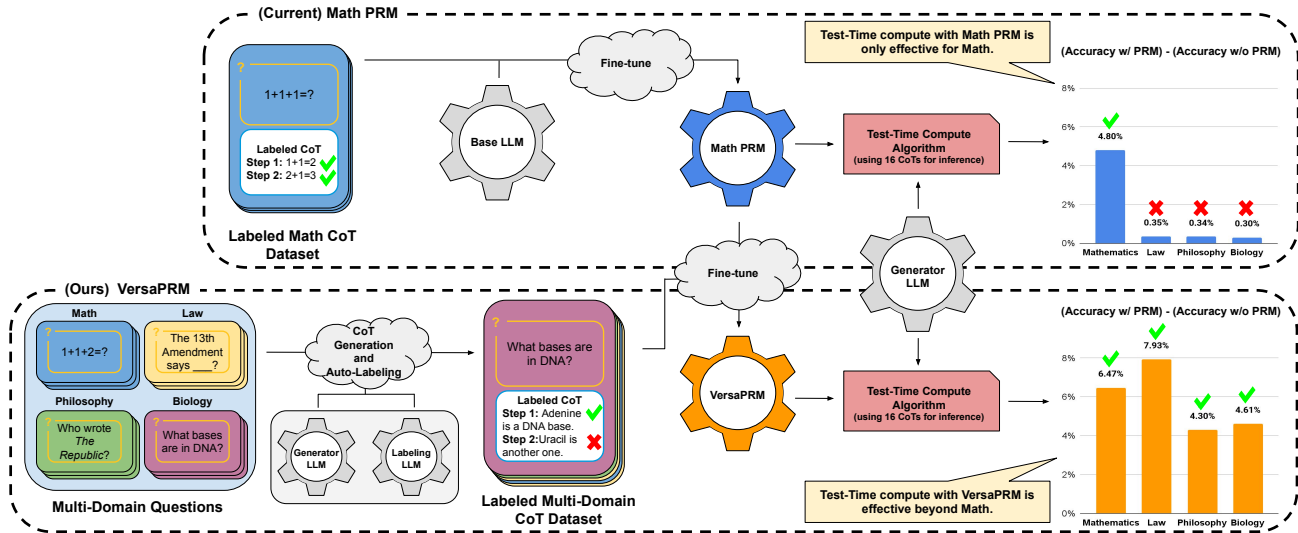 (Current) Math PRM
?
1+1+1=?
Labeled CoT
Step 1: 1+1=2
Step 2: 2+1=3
Labeled Math CoT
Dataset
Base LLM
Fine-tune
Math PRM
Test-Time compute with Math PRM is
only effective for Math.
Test-Time Compute
Algorithm
(using 16 CoTs for inference)
(Accuracy w/ PRM) - (Accuracy w/o PRM)
8%
6%
4%
2%
0%
4.80%
0.35%
0.34%
0.30%
Mathematics
Law
Philosophy
Biology
Fine-tune
Generator
LLM
(Ours) VersaPRM
Math
?
1+1+2=?
Law
?
The 13th
Amendment
says ___?
Philosophy
?
Who wrote
The
Republic?
Biology
?
What bases
are in DNA?
Multi-Domain Questions
CoT
Generation
and
Auto-Labeling
Generator
LLM
Labeling
LLM
?
What bases are
in DNA?
Labeled CoT
Step 1: Adenine
is a DNA base.
Step 2:Uracil is
another one.
Labeled Multi-Domain
CoT Dataset
VersaPRM
Test-Time Compute
Algorithm
(using 16 CoTs for inference)
Test-Time compute with VersaPRM is
effective beyond Math.
(Accuracy w/ PRM) - (Accuracy w/o PRM)
8%
6%
4%
2%
0%
6.47%
7.93%
4.30%
4.61%
Mathematics
Law
Philosophy
Biology